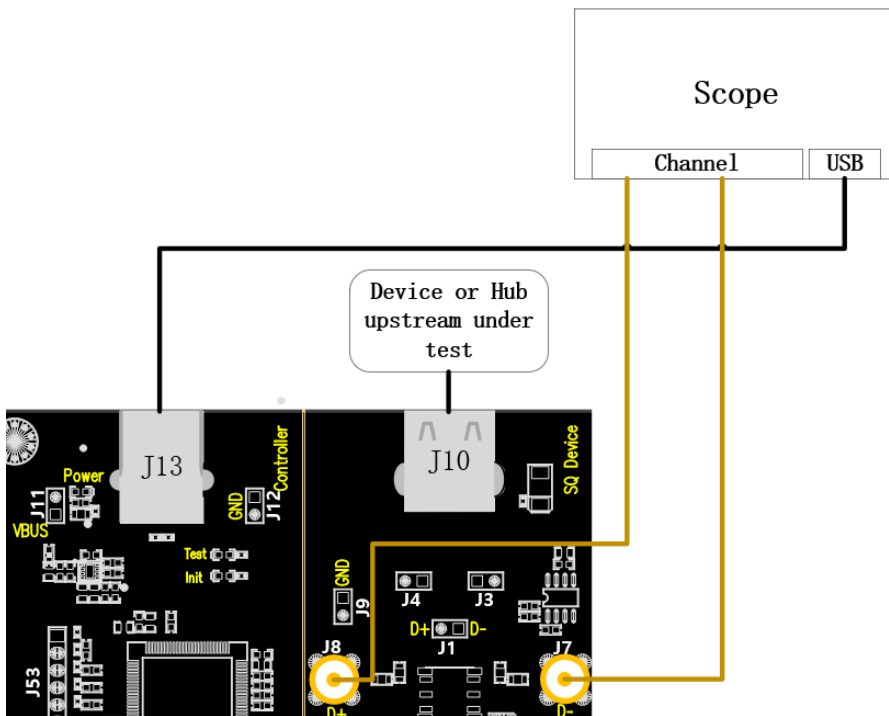 Scope
Channel
USB
Device or Hub
upstream under
test
J13
J10
Controller
SQ Device
Power
J11
VBUS
GND
J12
Test
Init
GND
J9
J4
J3
D+
D-
J1
J53
J8
J7
D+
D-